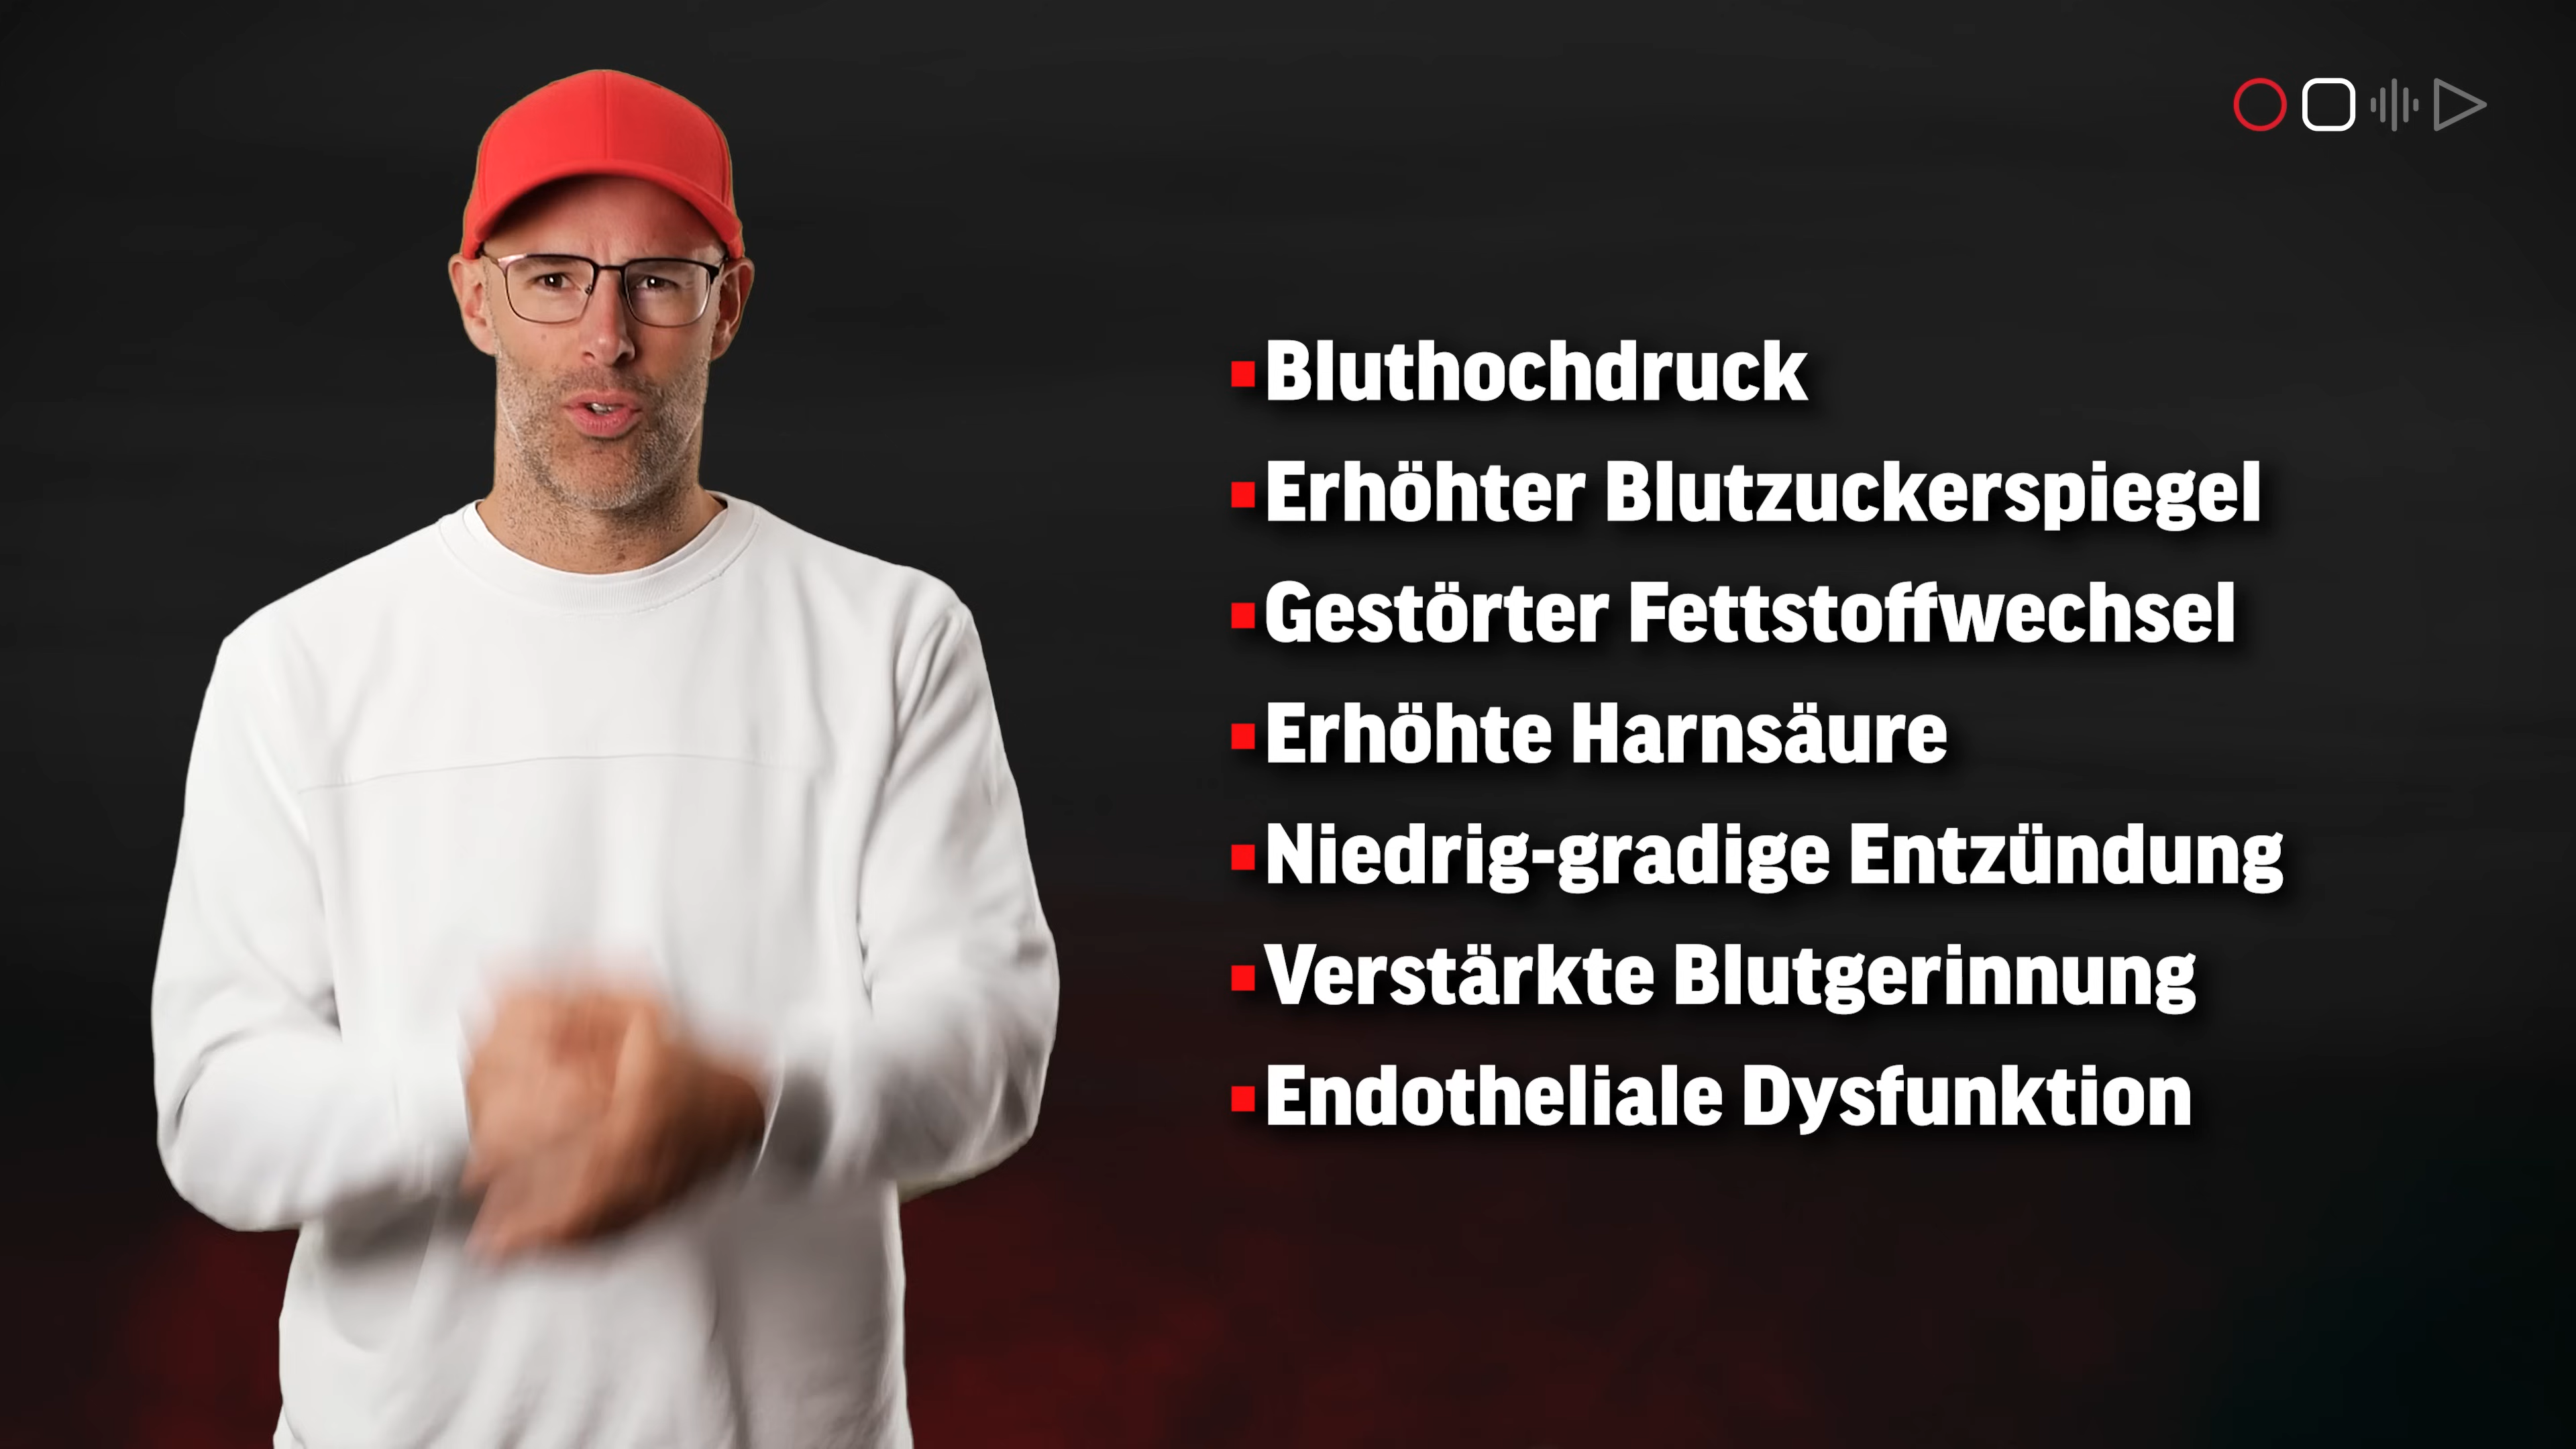 Bluthochdruck
Erhöhter Blutzuckerspiegel
Gestörter Fettstoffwechsel
Erhöhte Harnsäure
Niedrig-gradige Entzündung
Verstärkte Blutgerinnung
Endotheliale Dysfunktion